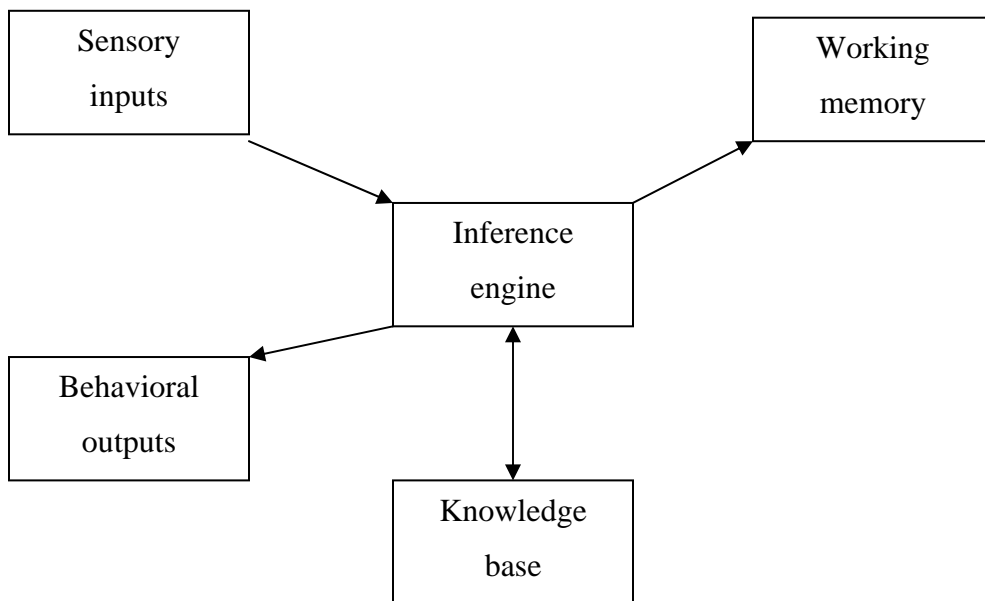 Sensory
inputs
Working
memory
Inference
engine
Behavioral
outputs
Knowledge
base